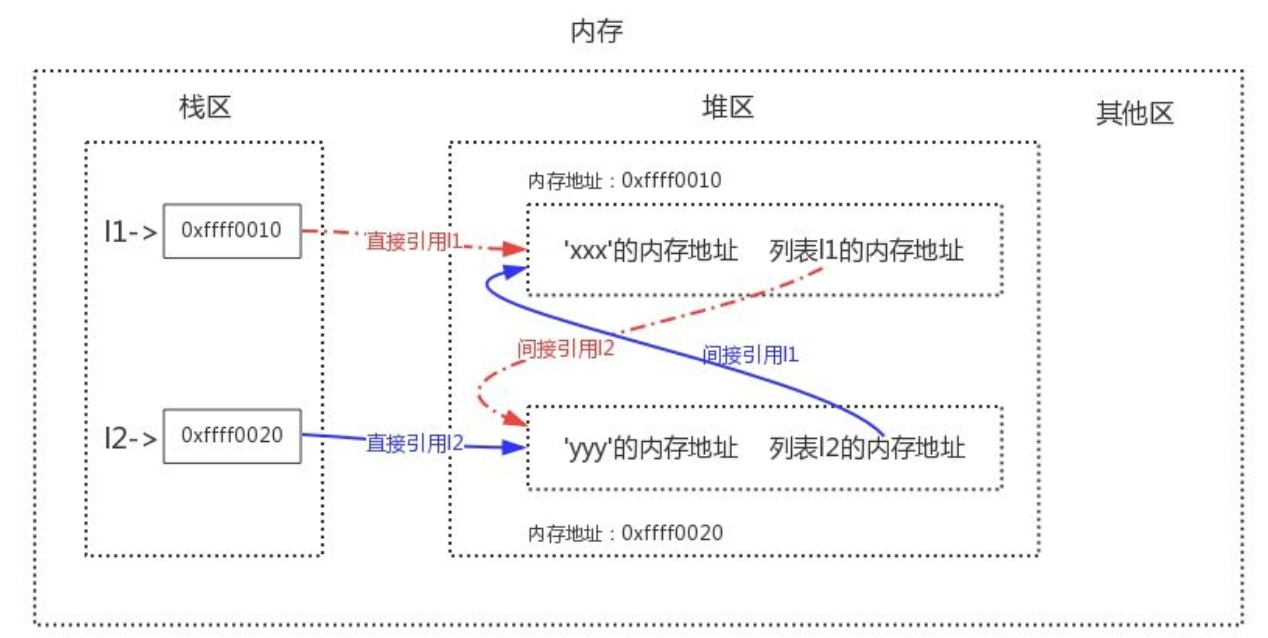 内存
栈区
堆区
其他区
内存地址：0xffff0010
l1->
0xffff0010
直接引用l1
'xxx'的内存地址 列表l1的内存地址
间接引用l2
间接引用l1
l2->
0xffff0020
直接引用l2
'yyy'的内存地址 列表l2的内存地址
内存地址：0xffff0020